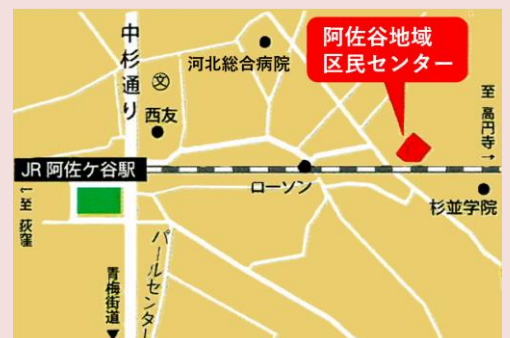 中杉通り
文
河北総合病院
阿佐谷地域
区民センター
西友
至 高円寺→
JR 阿佐ケ谷駅
ローソン
杉並学院
←至 荻窪
パールセンター
青梅街道